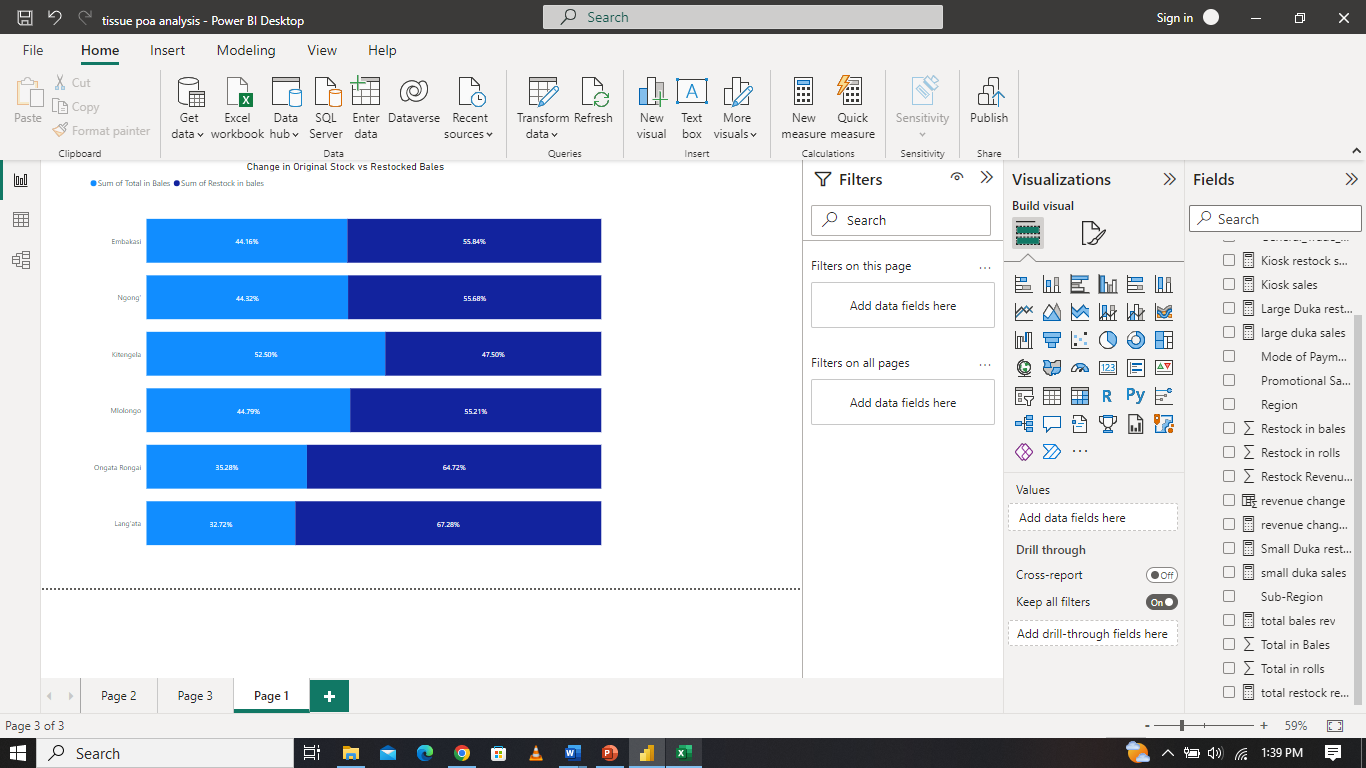 tissue poa analysis - Power BI Desktop
Search
Sign in
File Home Insert Modeling View Help
Paste
Cut
Copy
Format painter
Clipboard
Get data
Excel workbook
Data hub
SQL Server
Enter data
Dataverse
Recent sources
Data
Transform data
Refresh
Queries
New visual
Text box
More visuals
Insert
New measure
Quick measure
Calculations
Sensitivity
Sensitivity
Publish
Share
Change in Original Stock vs Restocked Bales
Sum of Total in Bales Sum of Restock in bales
Embakasi 44.16% 55.84%
Ngong' 44.32% 55.68%
Kitengela 52.50% 47.50%
Mlolongo 44.79% 55.21%
Ongata Rongai 35.28% 64.72%
Lang'ata 32.72% 67.28%
Filters
Search
Filters on this page ...
Add data fields here
Filters on all pages ...
Add data fields here
Visualizations
Build visual
123
R Py
...
Values
Add data fields here
Drill through
Cross-report Off
Keep all filters On
Add drill-through fields here
Fields
Search
Kiosk restock s...
Kiosk sales
Large Duka rest...
large duka sales
Mode of Paym...
Promotional Sa...
Region
Restock in bales
Restock in rolls
Restock Revenu...
revenue change
revenue chang...
Small Duka rest...
small duka sales
Sub-Region
total bales rev
Total in Bales
Total in rolls
total restock re...
Page 2 Page 3 Page 1 +
Page 3 of 3
- + 59%
Search
1:39 PM